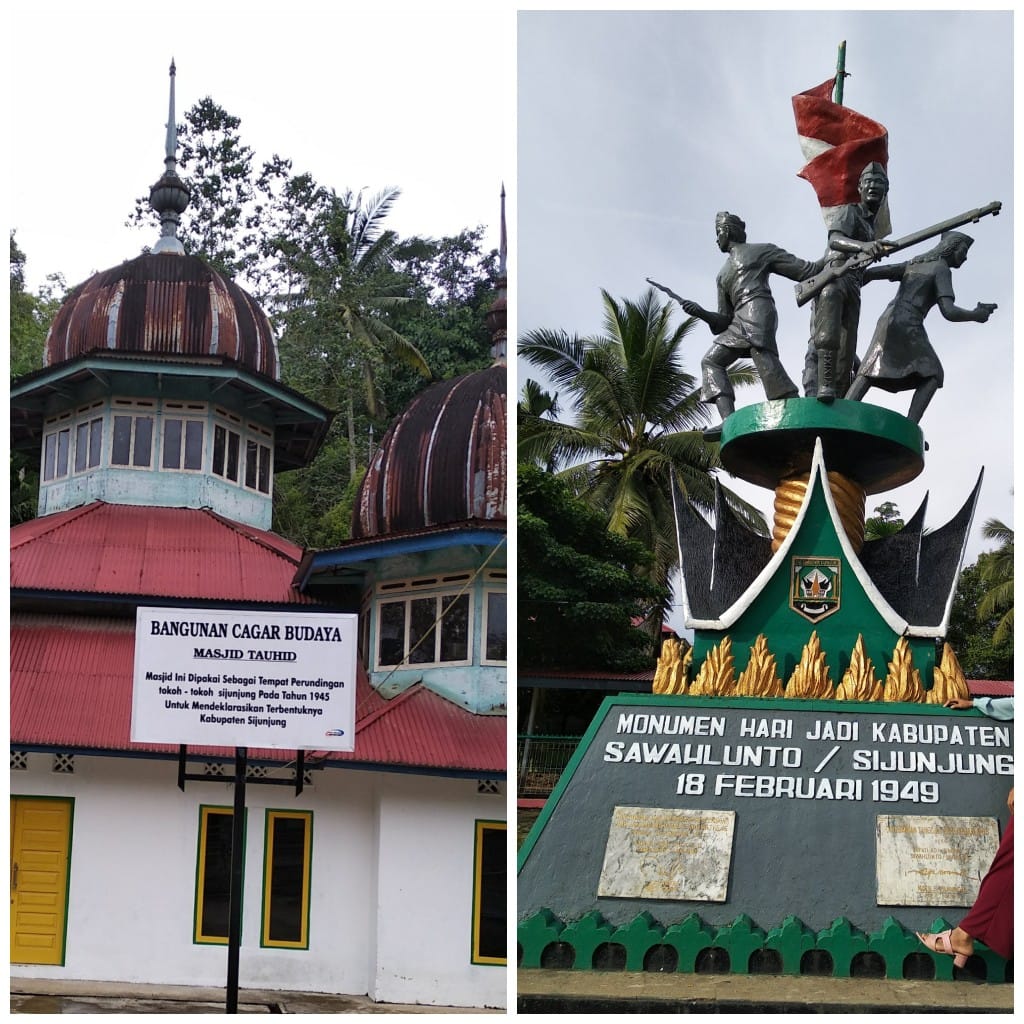 BANGUNAN CAGAR BUDAYA
MASJID TAUHID
Masjid Ini Dipakai Sebagai Tempat Perundingan
tokoh - tokoh sijunjung Pada Tahun 1945
Untuk Mendeklarasikan Terbentuknya
Kabupaten Sijunjung
MONUMEN HARI JADI KABUPATEN
SAWAHLUNTO / SIJUNJUNG
18 FEBRUARI 1949